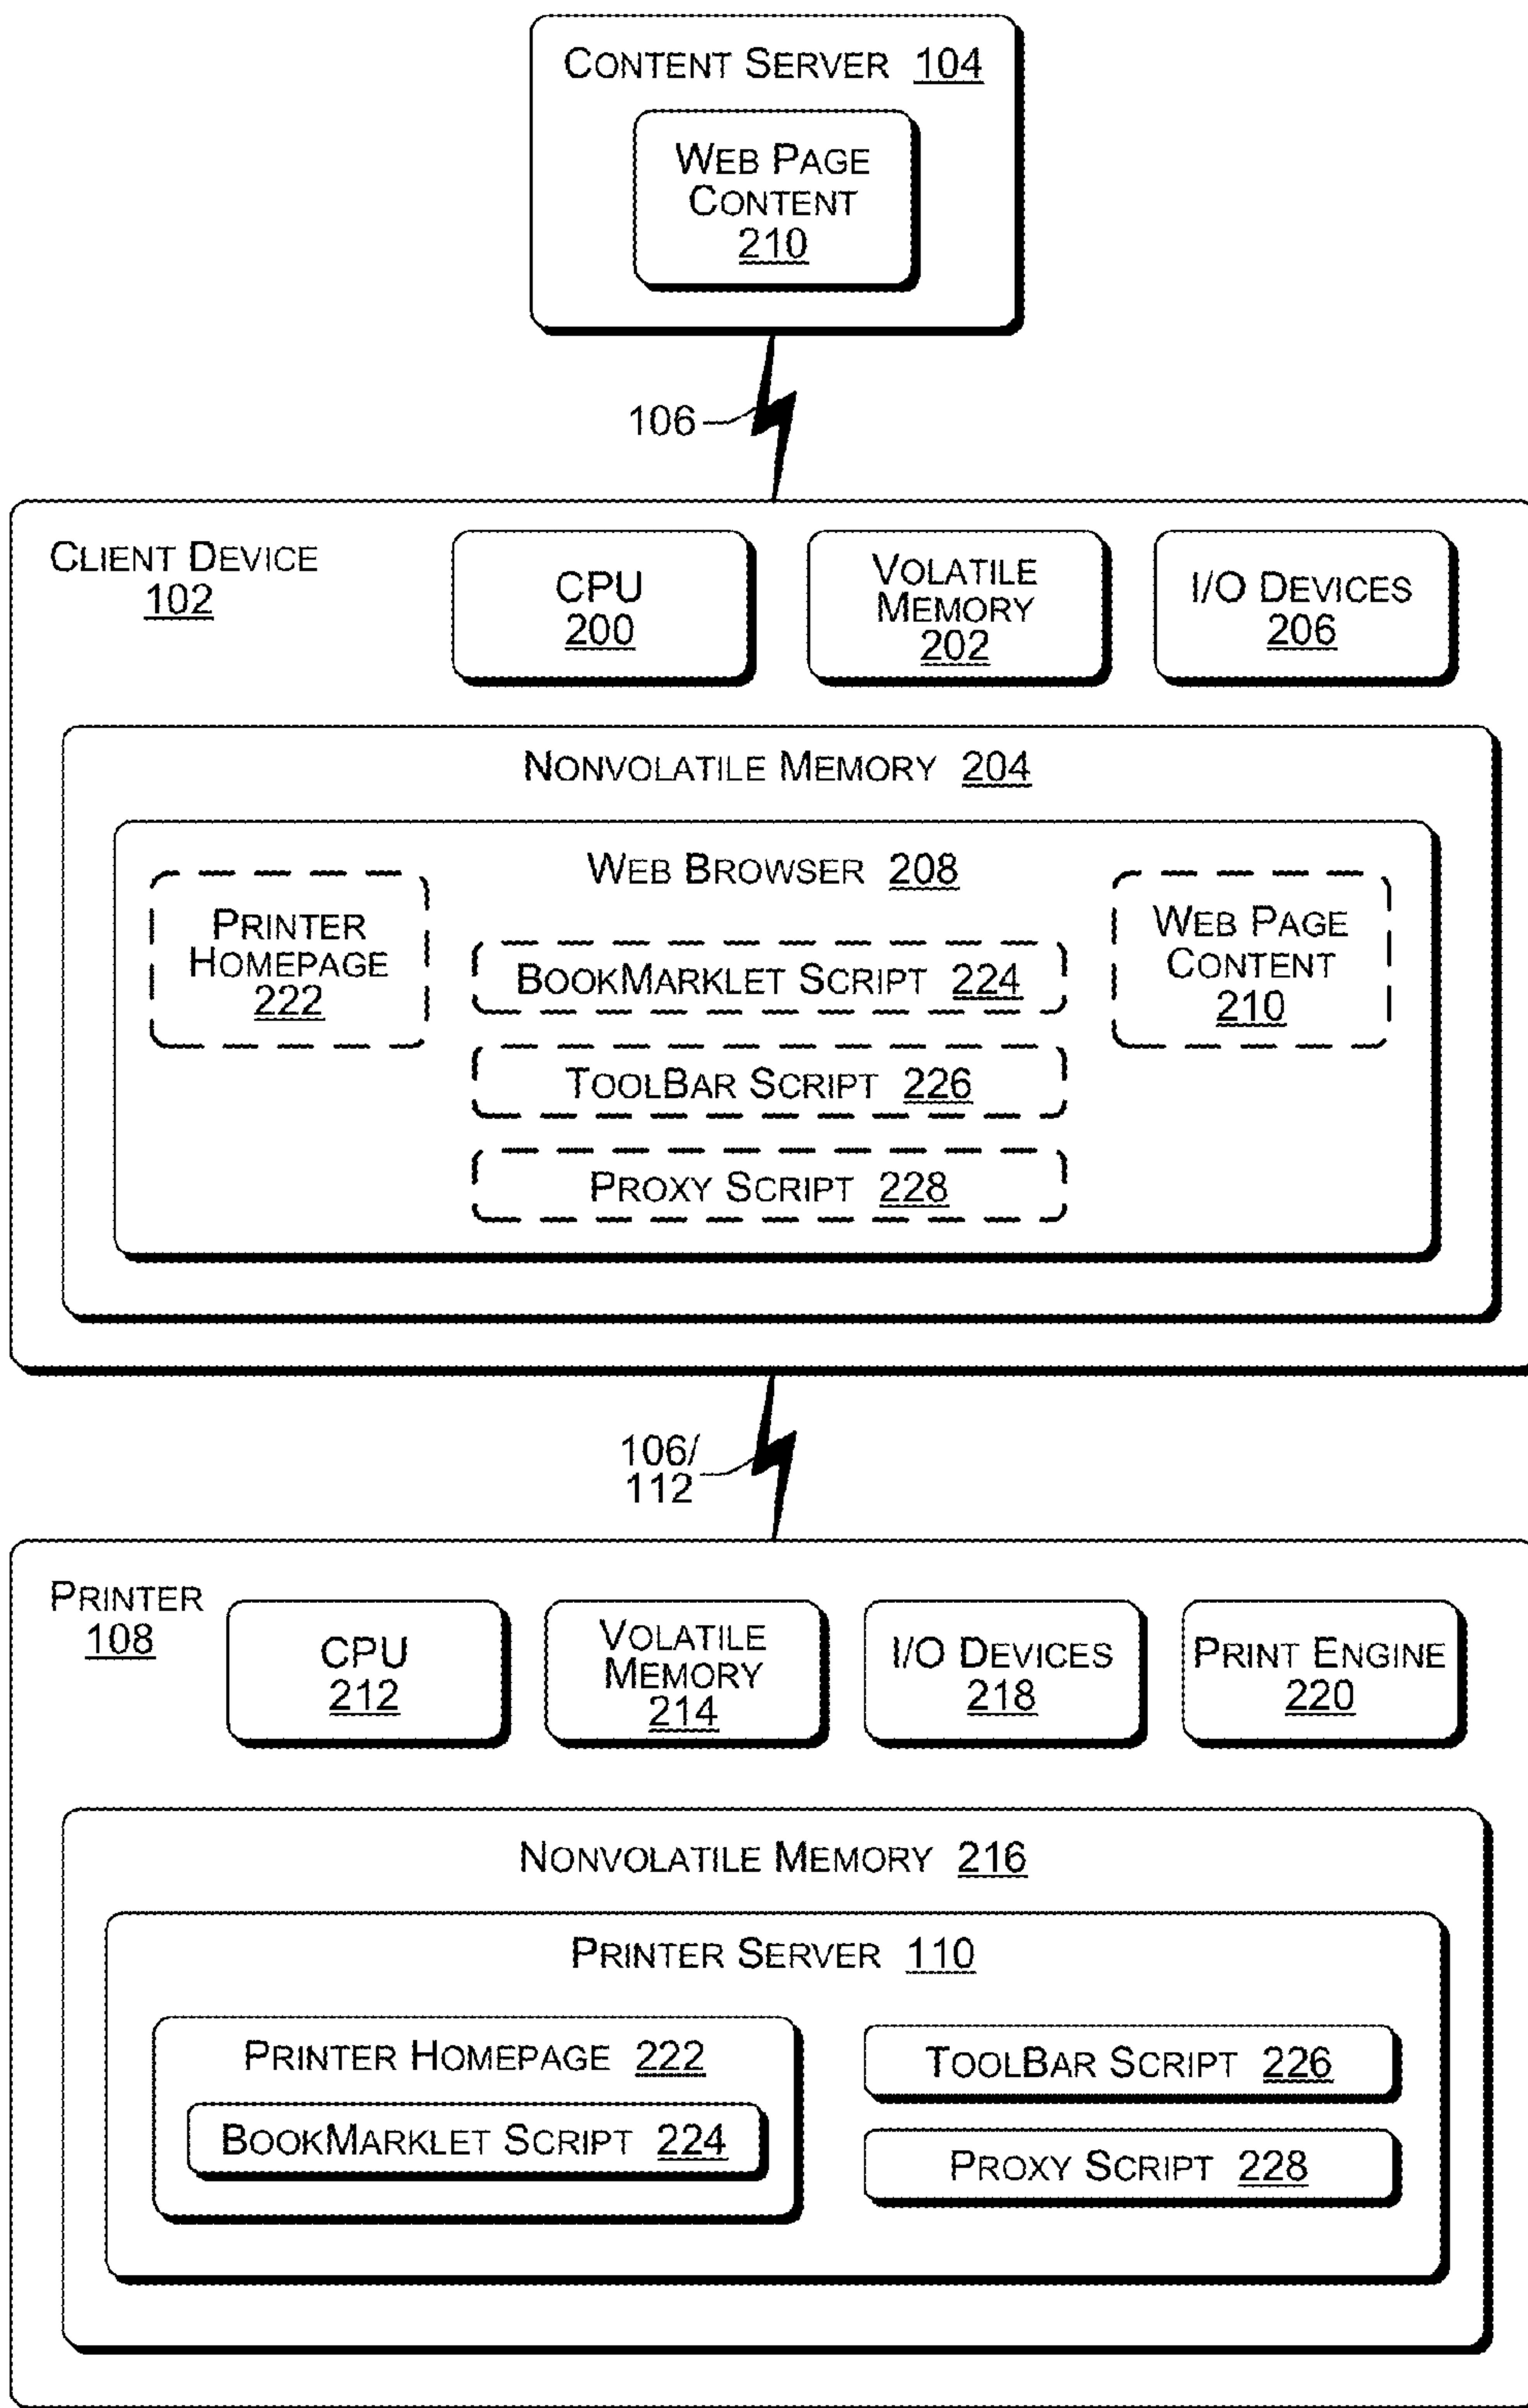 CONTENT SERVER 104
WEB PAGE
CONTENT
210
106
CLIENT DEVICE
102
CPU
200
VOLATILE
MEMORY
202
I/O DEVICES
206
NONVOLATILE MEMORY 204
WEB BROWSER 208
PRINTER
HOMEPAGE
222
BOOKMARKLET SCRIPT 224
TOOLBAR SCRIPT 226
PROXY SCRIPT 228
WEB PAGE
CONTENT
210
106/
112
PRINTER
108
CPU
212
VOLATILE
MEMORY
214
I/O DEVICES
218
PRINT ENGINE
220
NONVOLATILE MEMORY 216
PRINTER SERVER 110
PRINTER HOMEPAGE 222
BOOKMARKLET SCRIPT 224
TOOLBAR SCRIPT 226
PROXY SCRIPT 228